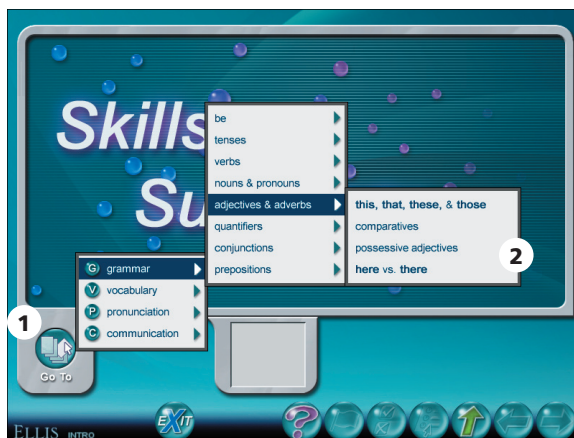 Skills
Su
be
tenses
verbs
nouns & pronouns
adjectives & adverbs
quantifiers
conjunctions
prepositions
this, that, these, & those
comparatives
possessive adjectives
here vs. there
2
G grammar
V vocabulary
P pronunciation
C communication
1
Go To
ELLIS INTRO
EXIT
?